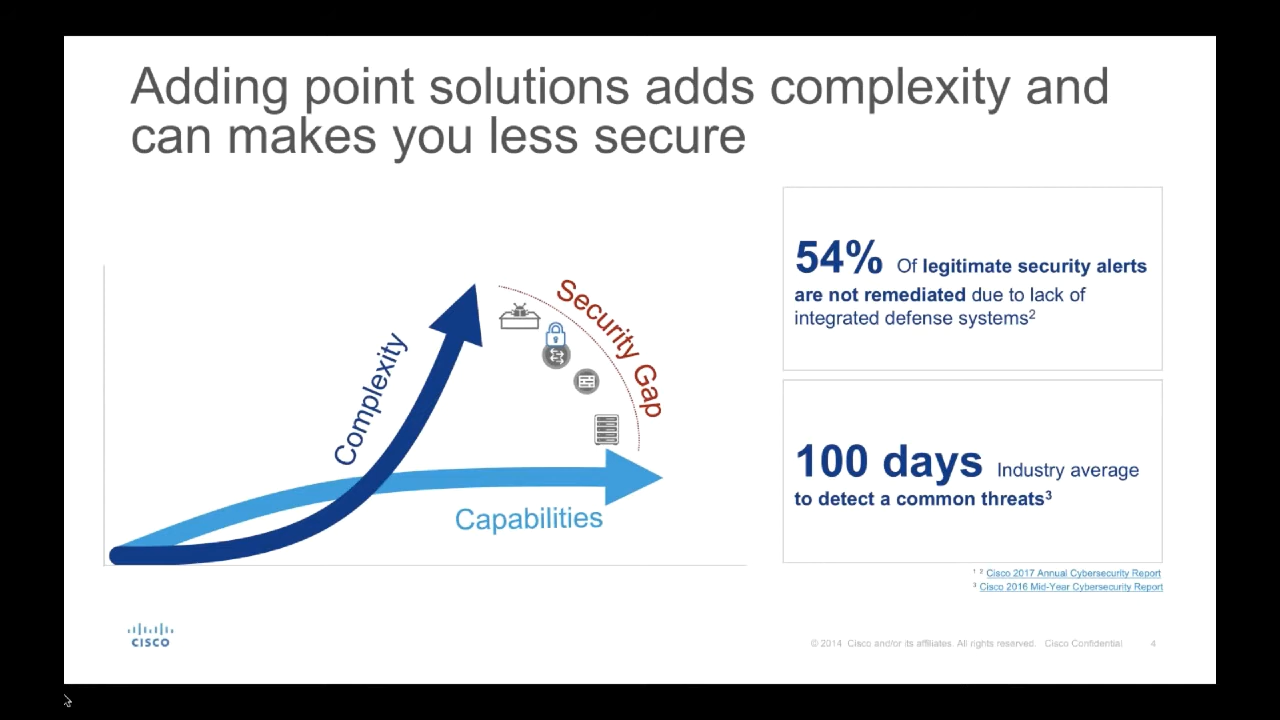 Adding point solutions adds complexity and
can makes you less secure
Complexity
Security Gap
Capabilities
54% Of legitimate security alerts
are not remediated due to lack of
integrated defense systems²
100 days Industry average
to detect a common threats³
¹ ² Cisco 2017 Annual Cybersecurity Report
³ Cisco 2016 Mid-Year Cybersecurity Report
CISCO
© 2014 Cisco and/or its affiliates. All rights reserved. Cisco Confidential 4